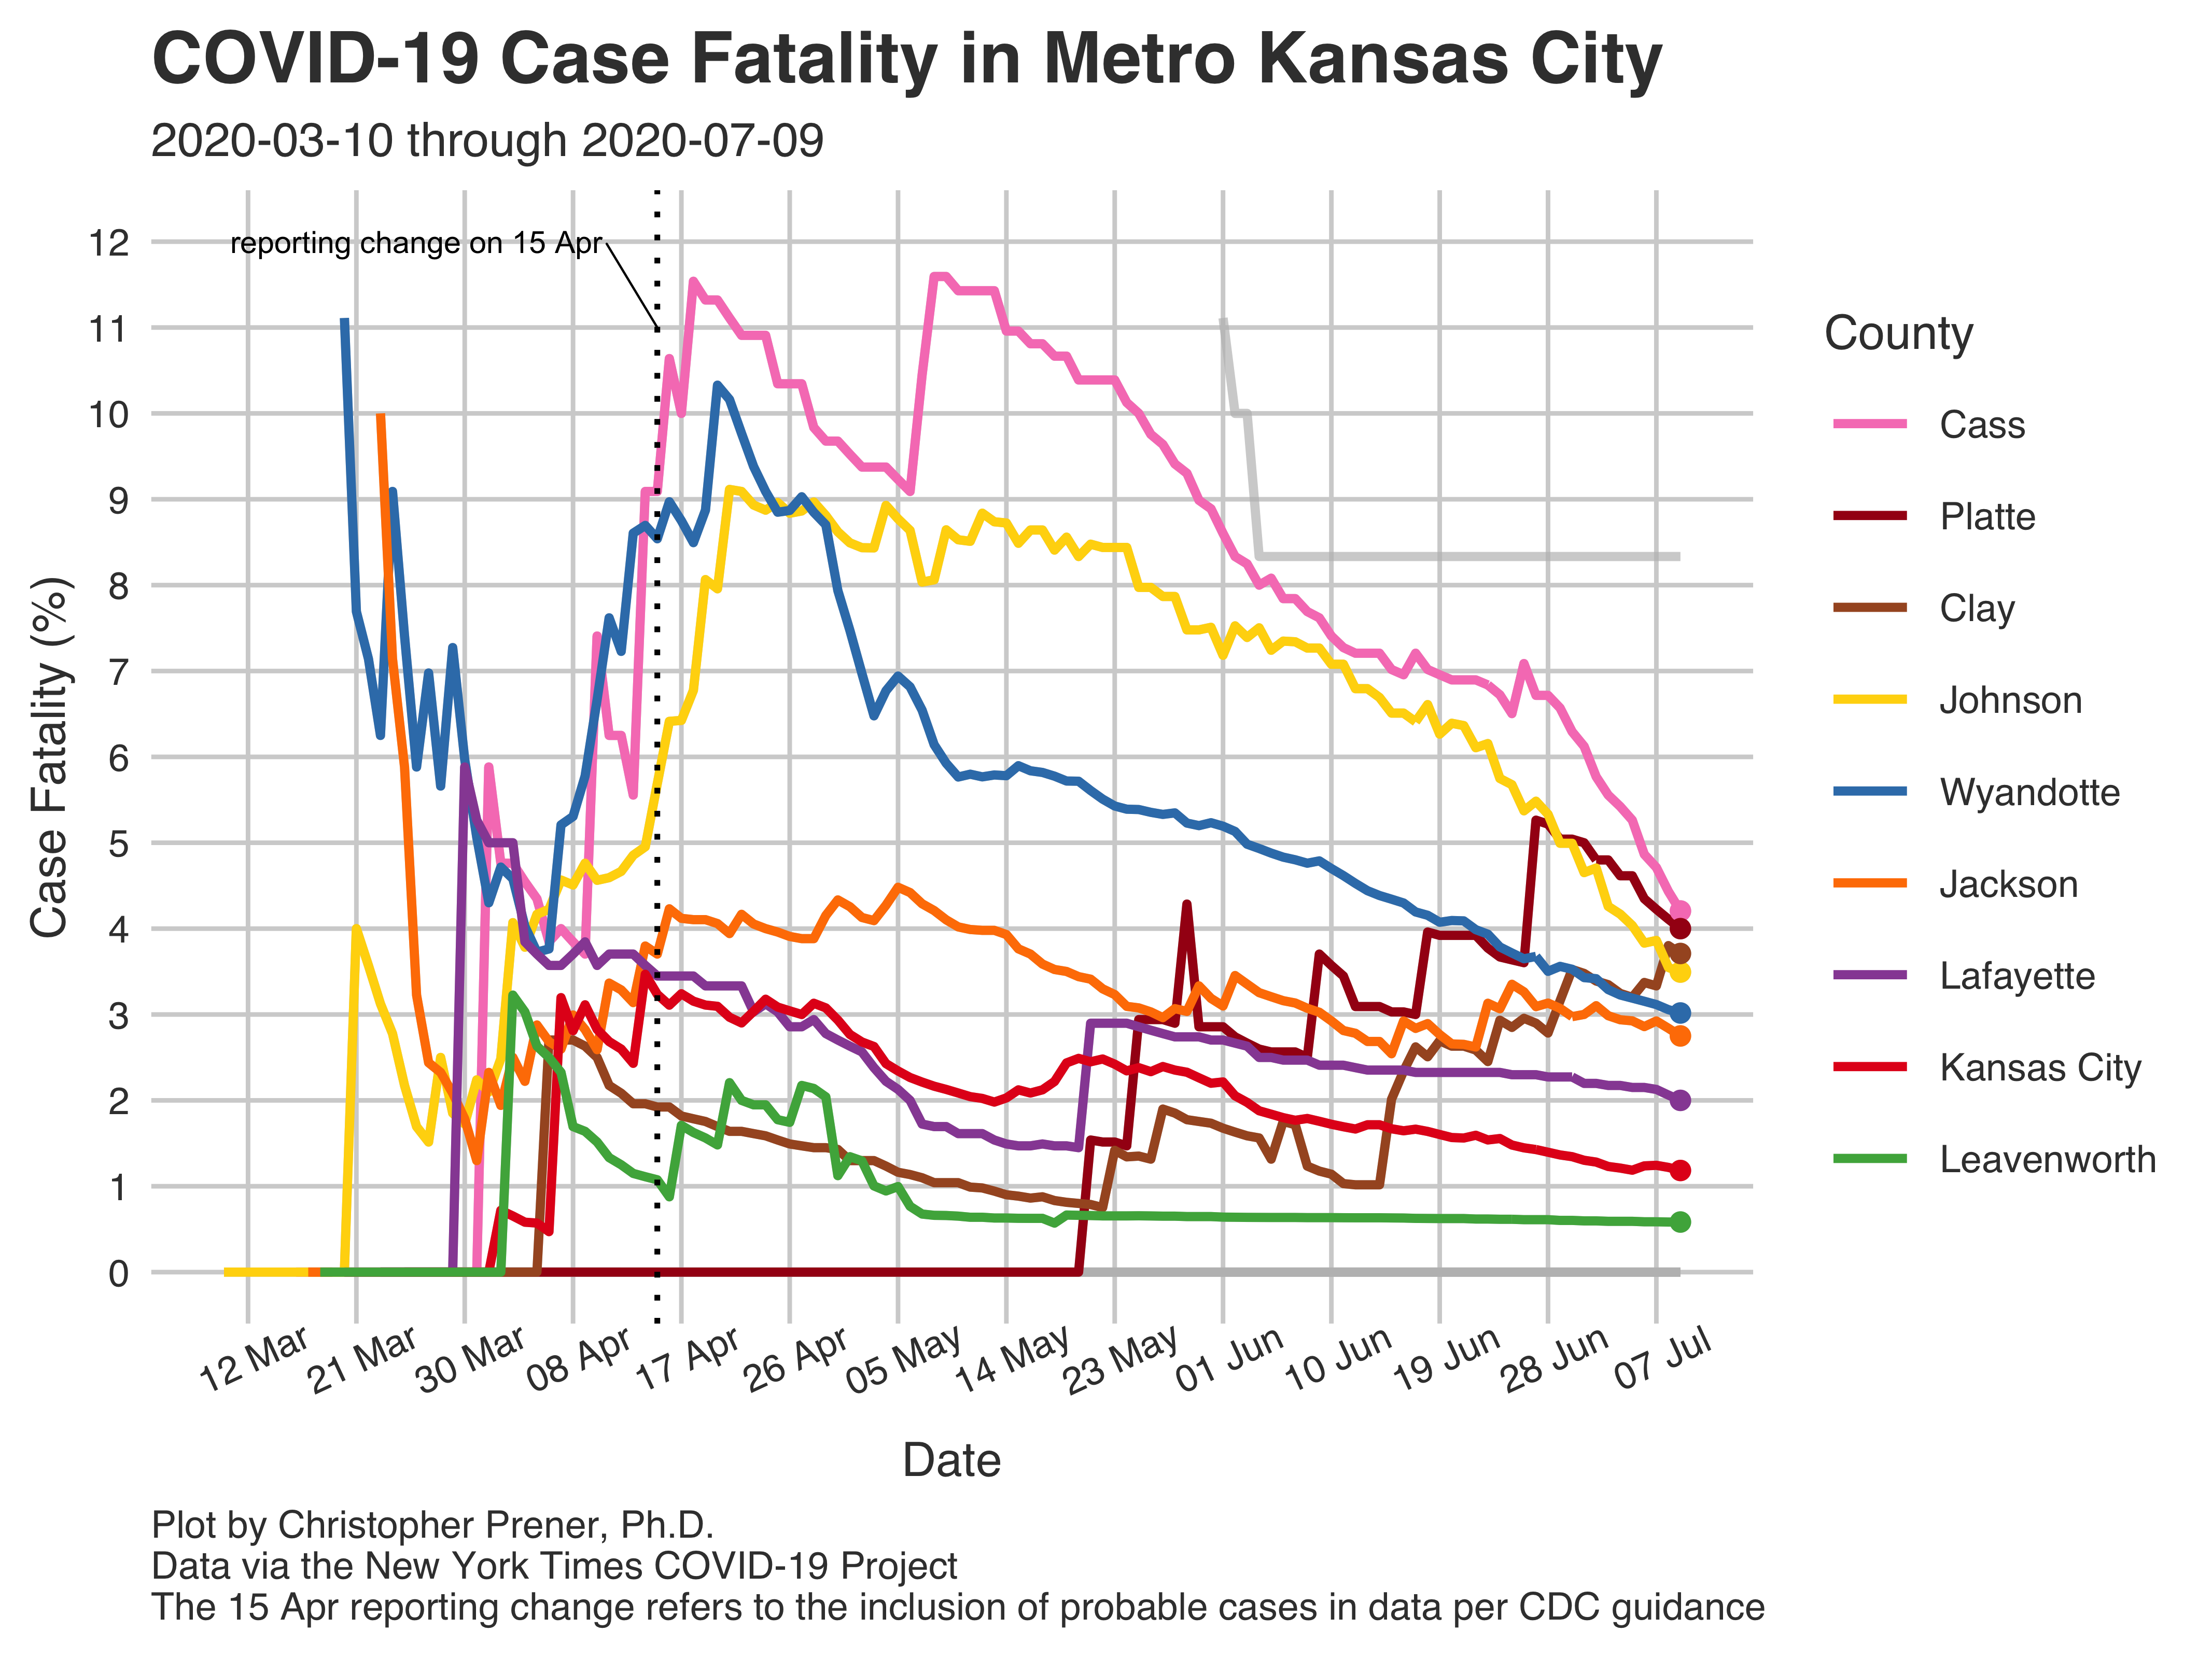 COVID-19 Case Fatality in Metro Kansas City
2020-03-10 through 2020-07-09
12
11
10
9
8
7
6
5
4
3
2
1
0
Case Fatality (%)
reporting change on 15 Apr
12 Mar
21 Mar
30 Mar
08 Apr
17 Apr
26 Apr
05 May
14 May
23 May
01 Jun
10 Jun
19 Jun
28 Jun
07 Jul
Date
County
Cass
Platte
Clay
Johnson
Wyandotte
Jackson
Lafayette
Kansas City
Leavenworth
Plot by Christopher Prener, Ph.D.
Data via the New York Times COVID-19 Project
The 15 Apr reporting change refers to the inclusion of probable cases in data per CDC guidance